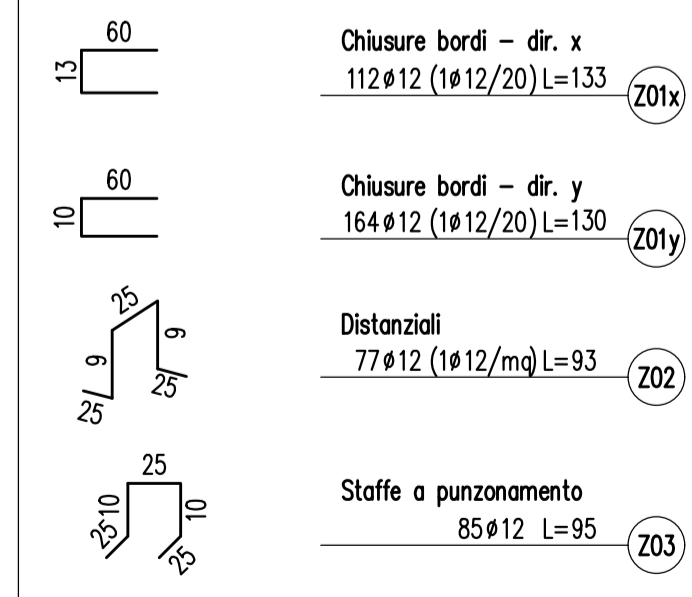 60
13
Chiusure bordi – dir. x
112ø12 (1ø12/20) L=133
Z01x
60
10
Chiusure bordi – dir. y
164ø12 (1ø12/20) L=130
Z01y
25
9
9
25
25
Distanziali
77ø12 (1ø12/mq) L=93
Z02
25
10
10
25
25
Staffe a punzonamento
85ø12 L=95
Z03